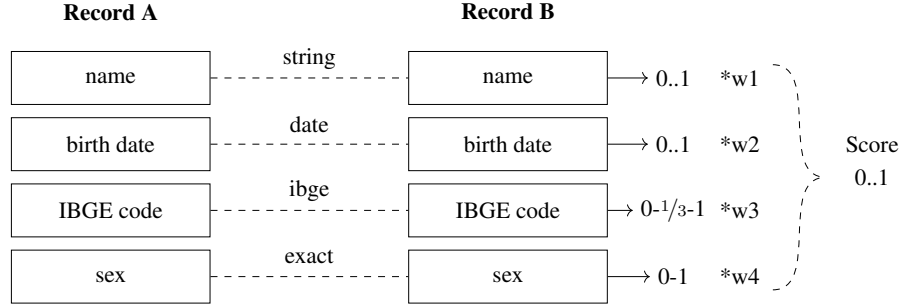 Record A Record B
string
name name 0..1 *w1
date
birth date birth date 0..1 *w2 Score
0..1
ibge
IBGE code IBGE code 0-1/3-1 *w3
exact
sex sex 0-1 *w4